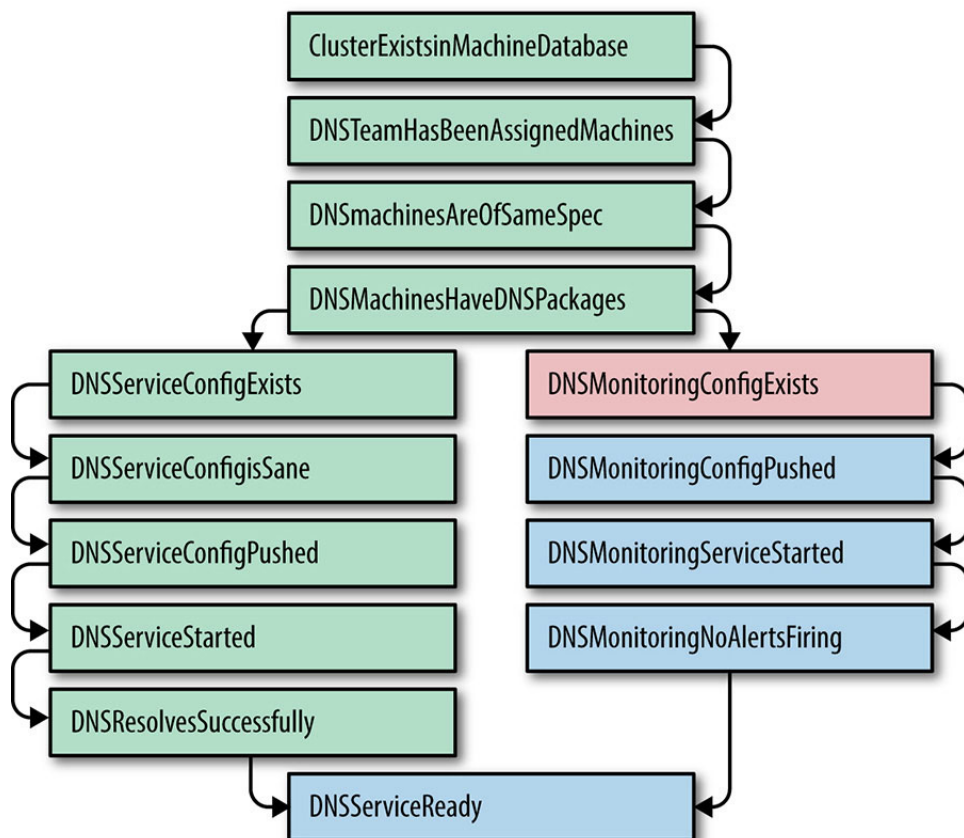 ClusterExistsinMachineDatabase
DNSTeamHasBeenAssignedMachines
DNSmachinesAreOfSameSpec
DNSMachinesHaveDNSPackages
DNSServiceConfigExists
DNSServiceConfigisSane
DNSServiceConfigPushed
DNSServiceStarted
DNSResolvesSuccessfully
DNSMonitoringConfigExists
DNSMonitoringConfigPushed
DNSMonitoringServiceStarted
DNSMonitoringNoAlertsFiring
DNSServiceReady